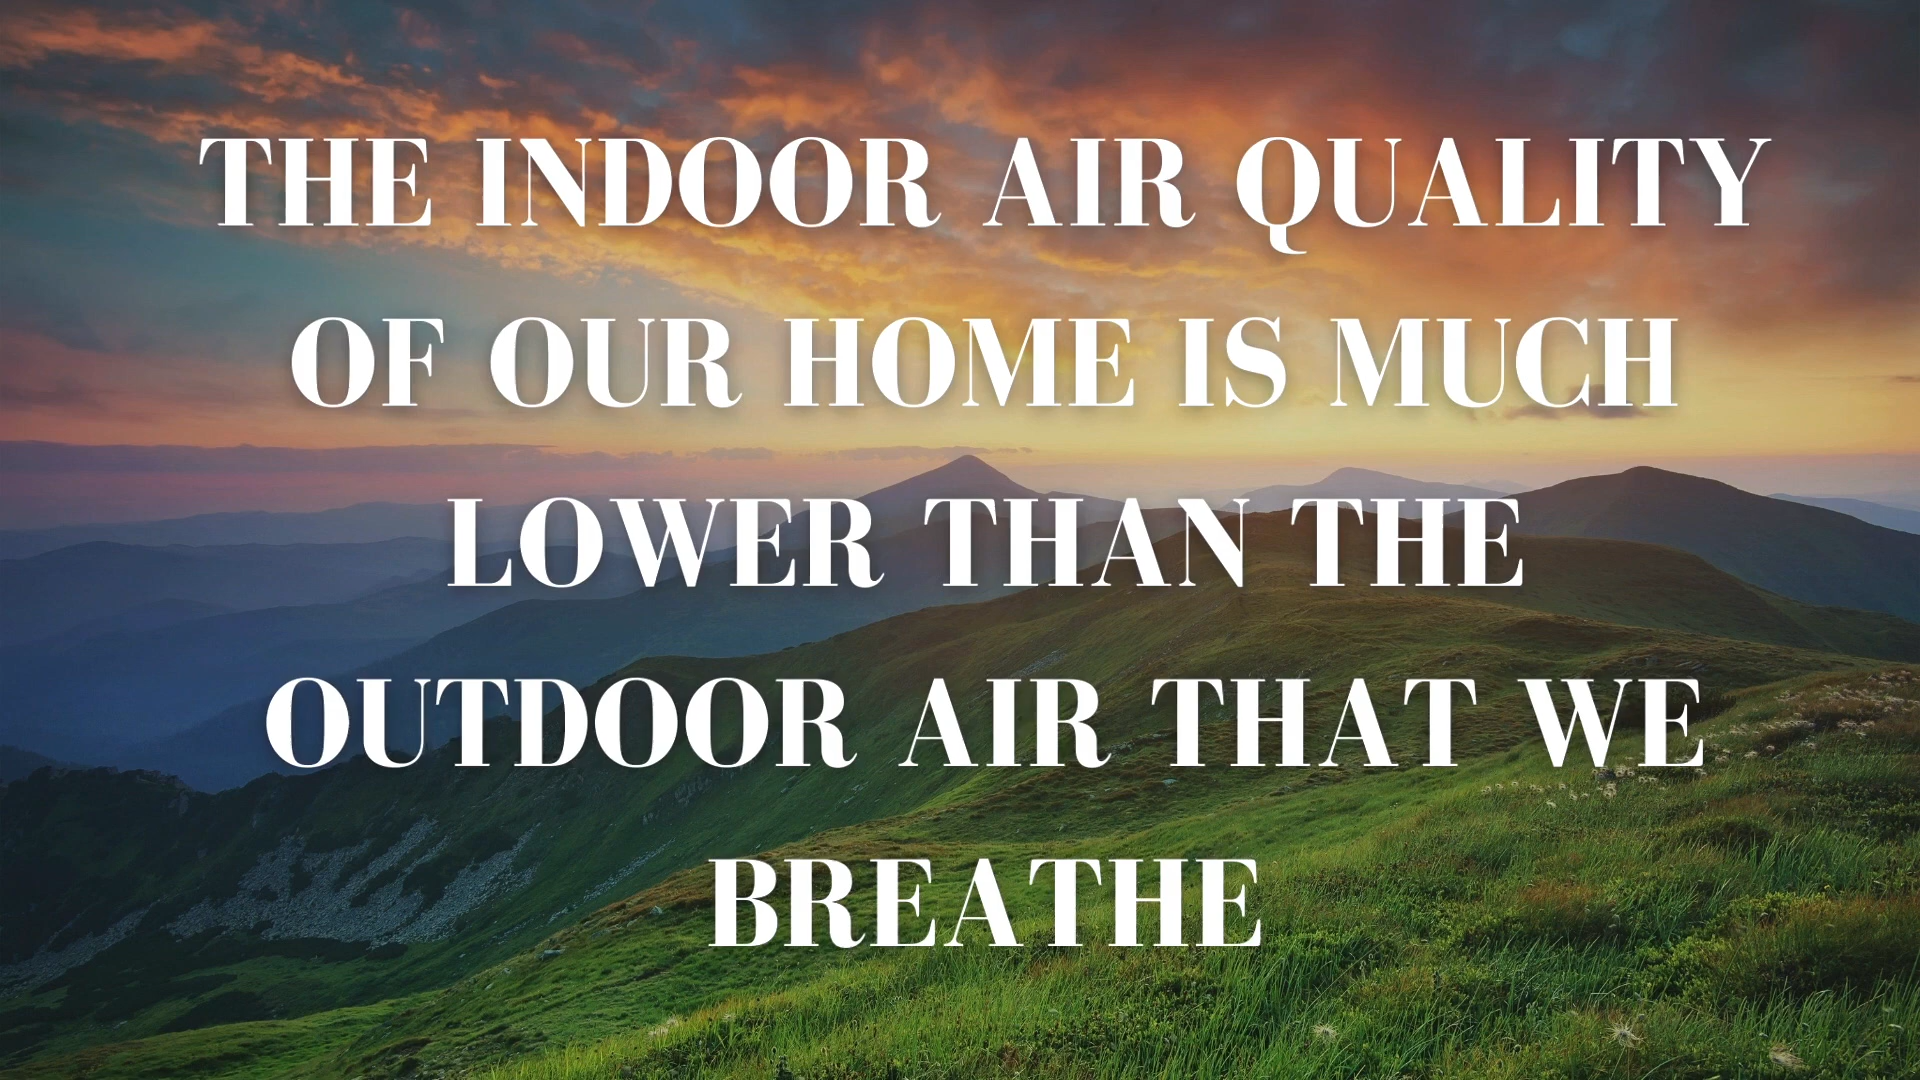 THE INDOOR AIR QUALITY
OF OUR HOME IS MUCH
LOWER THAN THE
OUTDOOR AIR THAT WE
BREATHE